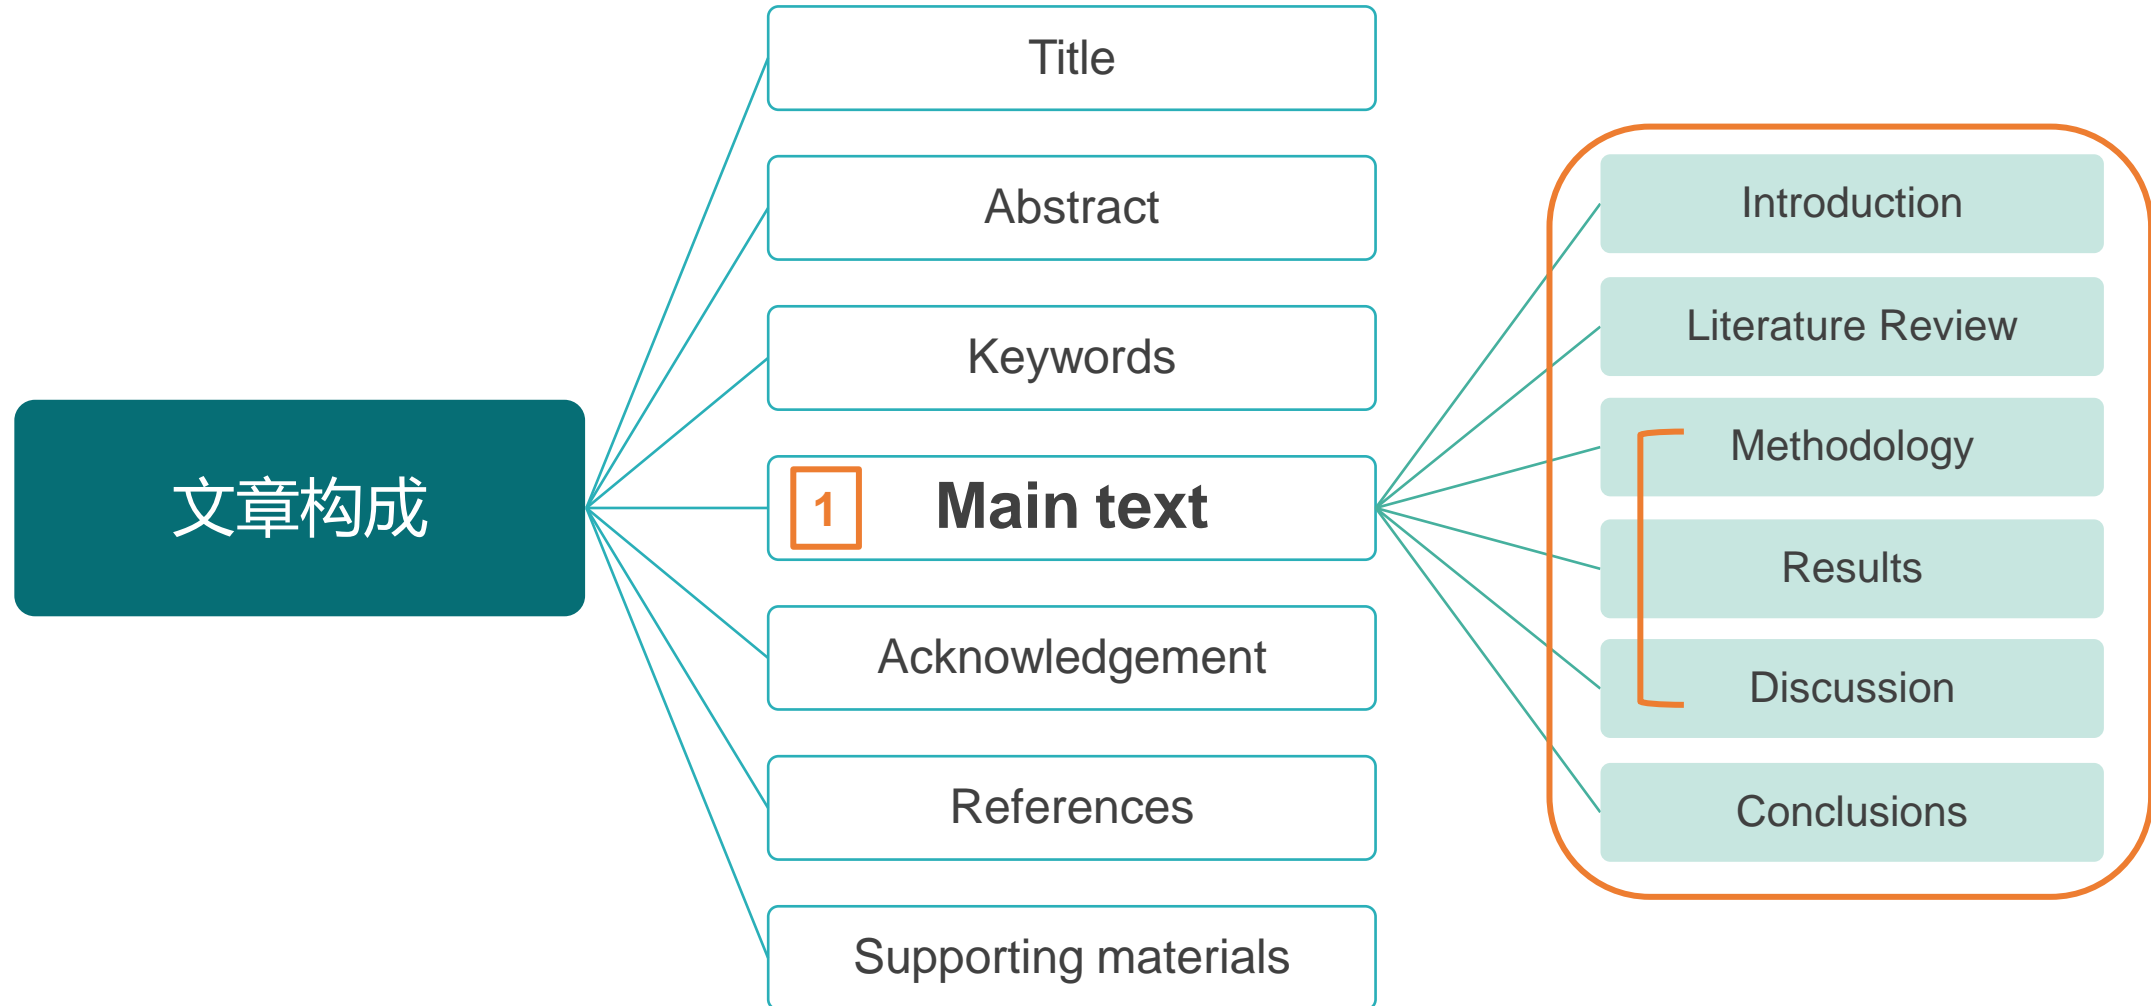 文章构成
Title
Abstract
Keywords
1
Main text
Acknowledgement
References
Supporting materials
Introduction
Literature Review
Methodology
Results
Discussion
Conclusions